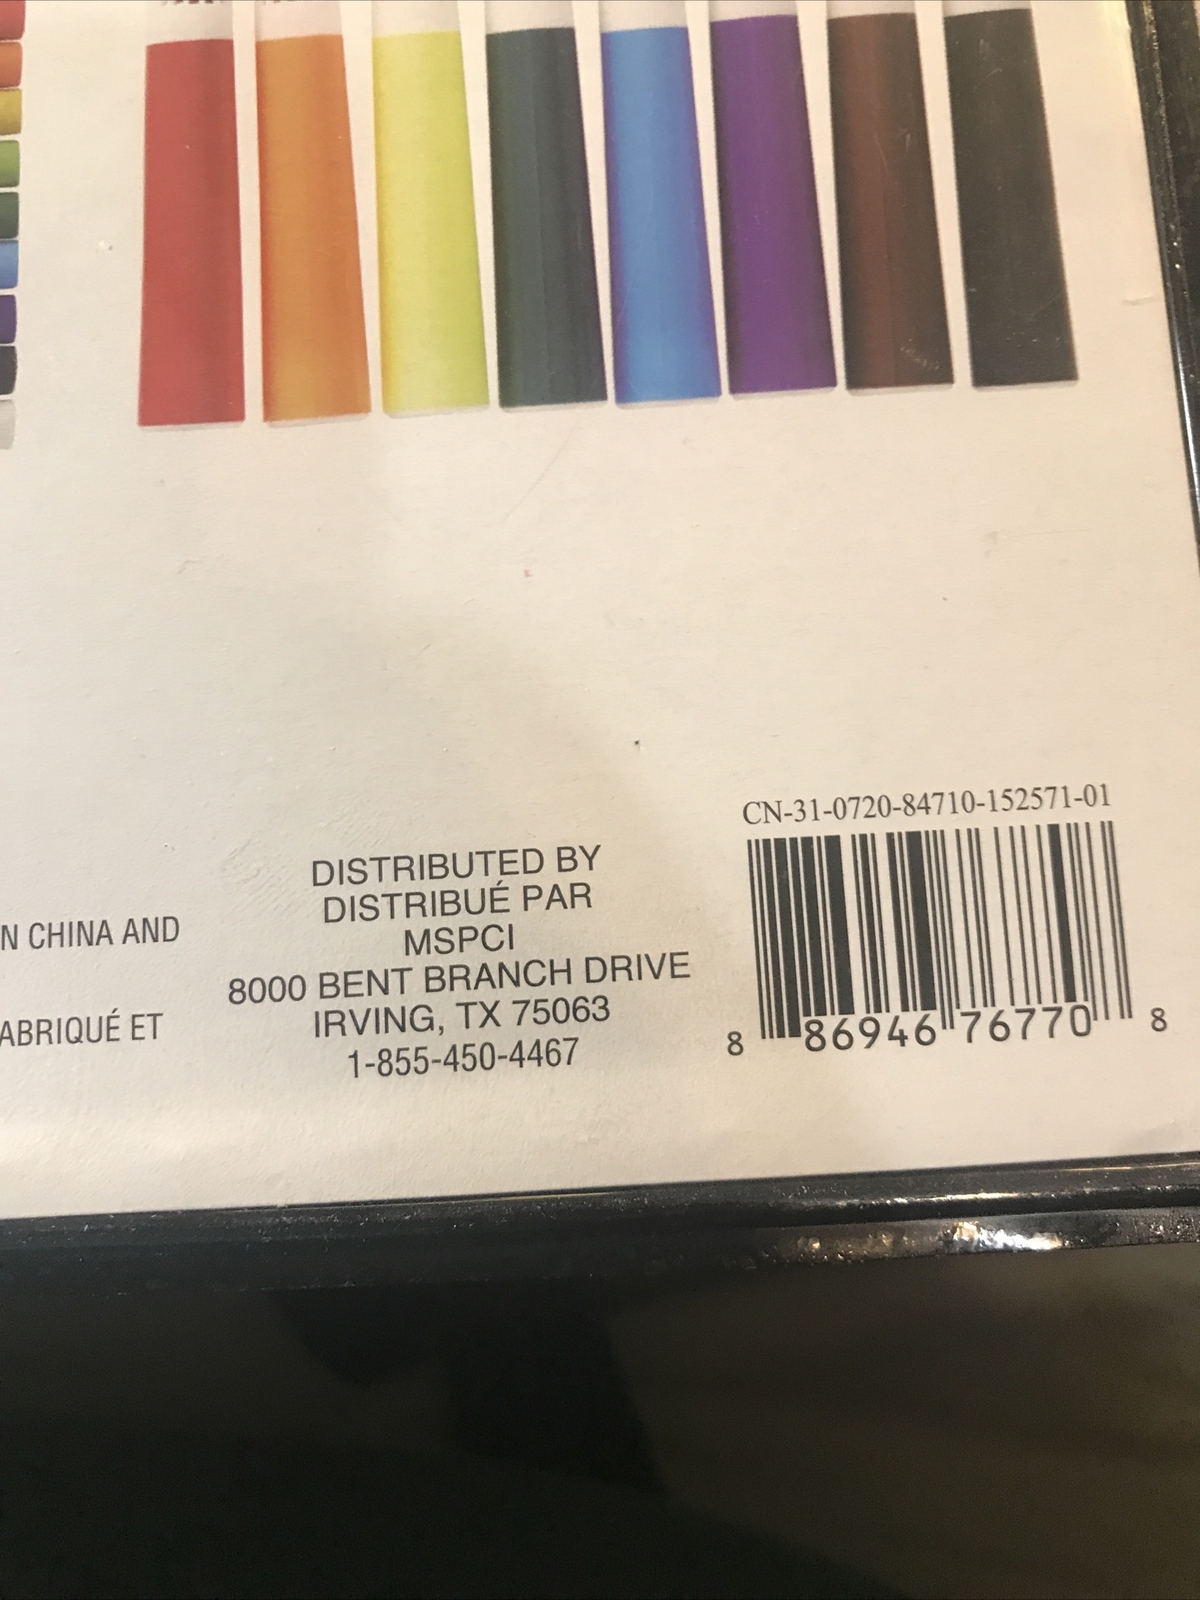 N CHINA AND
ABRIQUÉ ET
DISTRIBUTED BY
DISTRIBUÉ PAR
MSPCI
8000 BENT BRANCH DRIVE
IRVING, TX 75063
1-855-450-4467
CN-31-0720-84710-152571-01
8 86946 76770 8